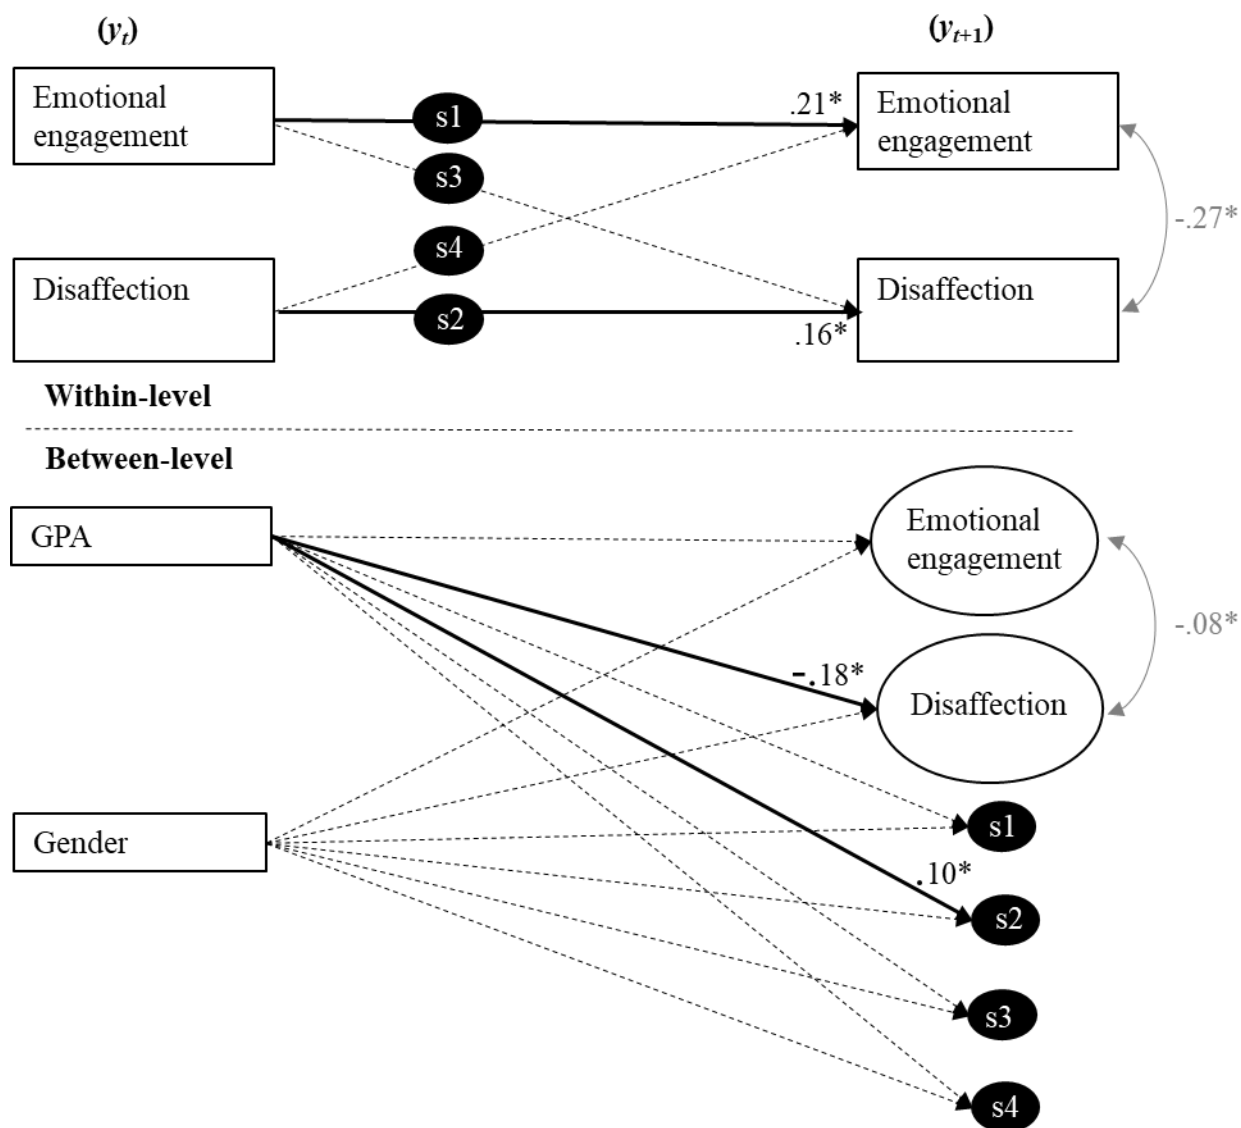 (yt)
(yt+1)
Emotional
engagement
s1
.21*
Emotional
engagement
s3
-.27*
s4
Disaffection
s2
.16*
Disaffection
Within-level
Between-level
GPA
Emotional
engagement
-.08*
-.18*
Disaffection
Gender
s1
.10*
s2
s3
s4